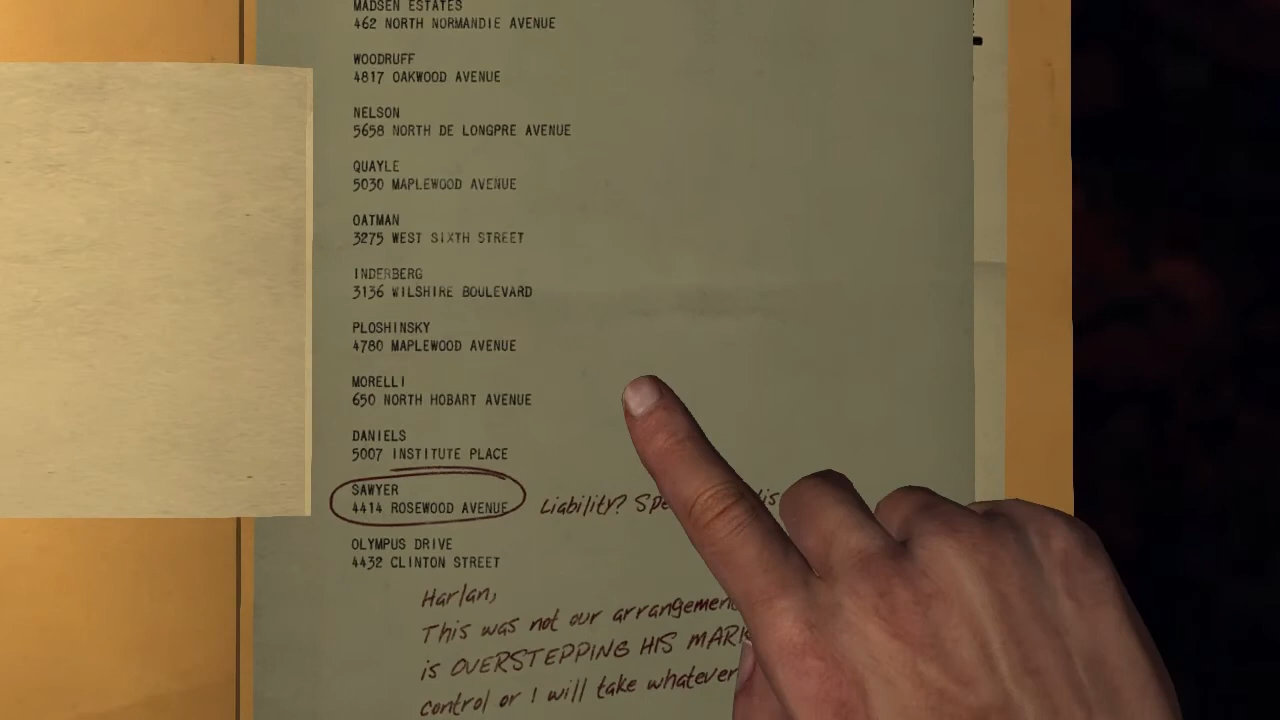 MADSEN ESTATES
462 NORTH NORMANDIE AVENUE
WOODRUFF
4817 OAKWOOD AVENUE
NELSON
5658 NORTH DE LONGPRE AVENUE
QUAYLE
5030 MAPLEWOOD AVENUE
OATMAN
3275 WEST SIXTH STREET
INDERBERG
3136 WILSHIRE BOULEVARD
PLOSHINSKY
4780 MAPLEWOOD AVENUE
MORELLI
650 NORTH HOBART AVENUE
DANIELS
5007 INSTITUTE PLACE
SAWYER
4414 ROSEWOOD AVENUE
Liability?
OLYMPUS DRIVE
4432 CLINTON STREET
Harlan,
This was not our
is OVERSTEPPING HIS
control or I will take whatever